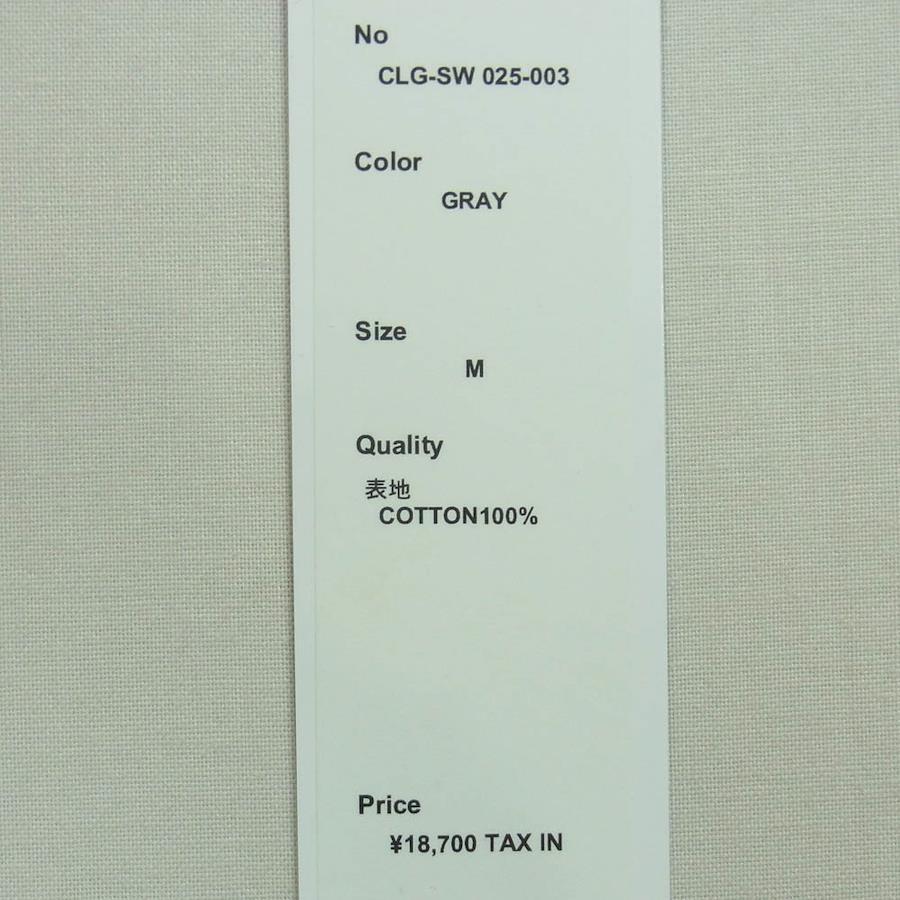 No
CLG-SW 025-003
Color
GRAY
Size
M
Quality
表地
COTTON100%
Price
¥18,700 TAX IN